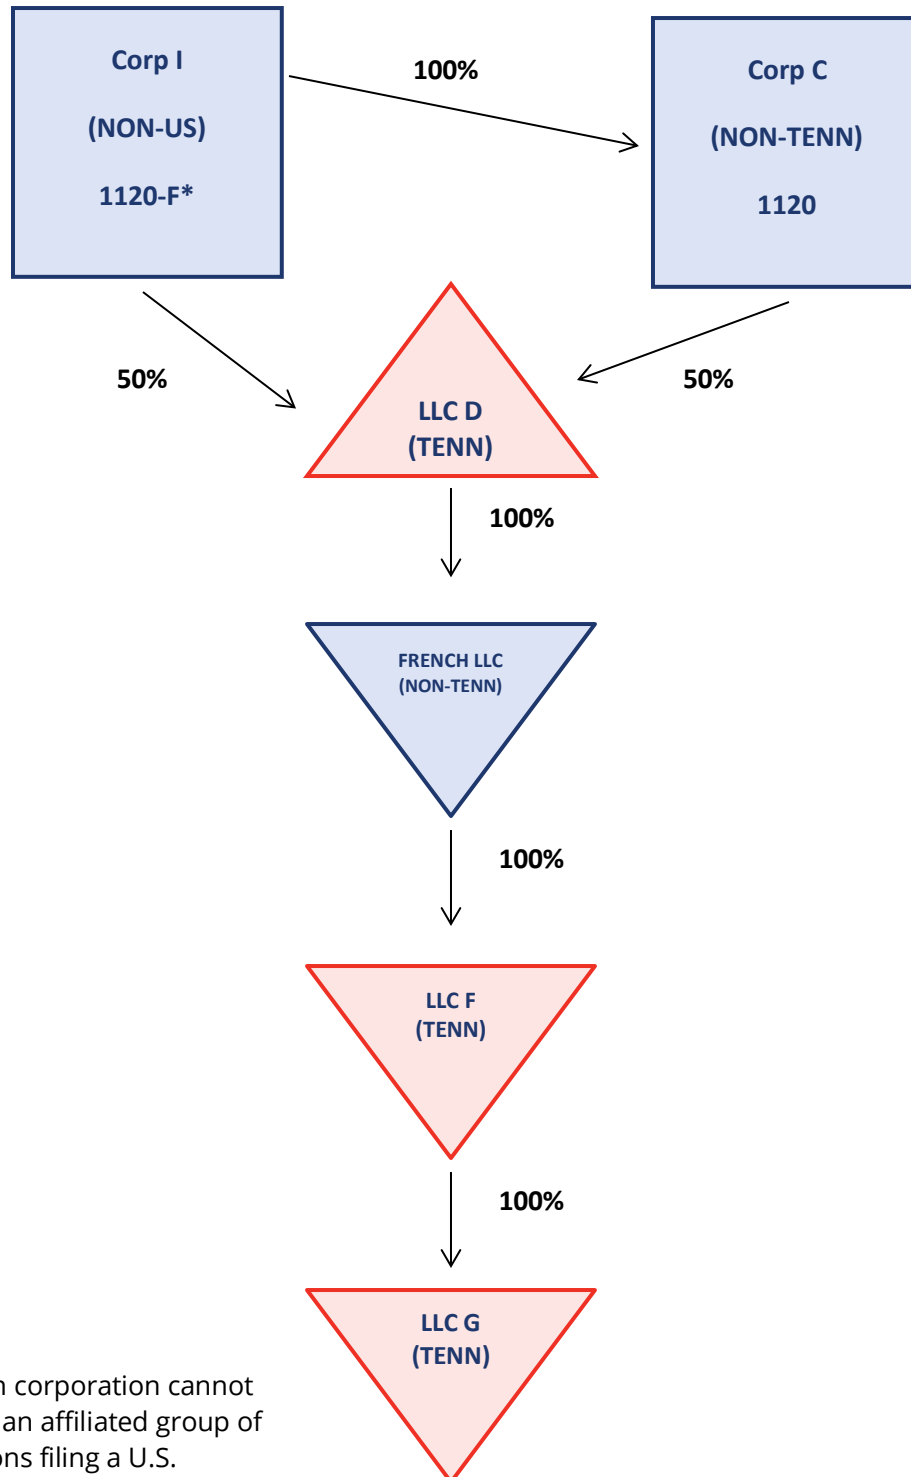 Corp I
(NON-US)
1120-F*
100%
Corp C
(NON-TENN)
1120
50%
50%
LLC D
(TENN)
100%
FRENCH LLC
(NON-TENN)
100%
LLC F
(TENN)
100%
LLC G
(TENN)
corporation cannot
an affiliated group of
filing a U.S.